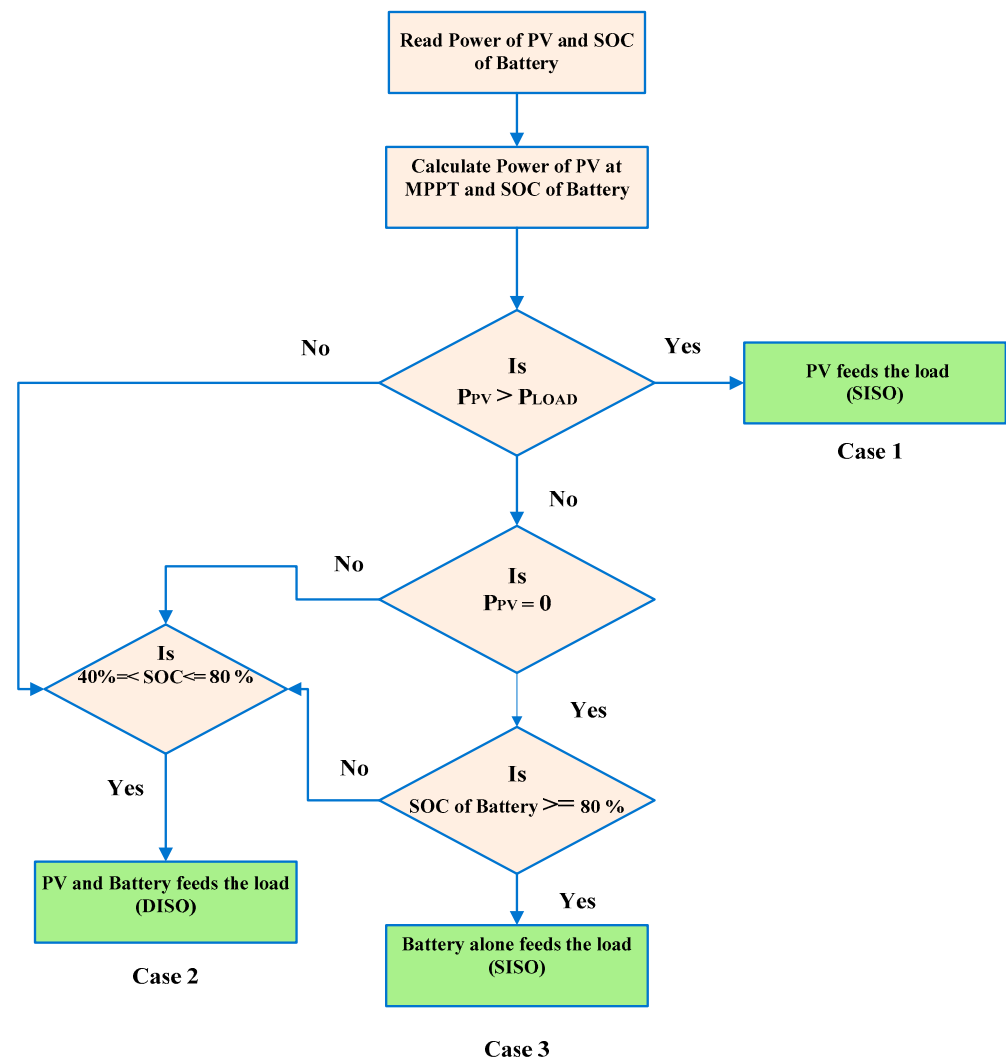 Read Power of PV and SOC
of Battery
Calculate Power of PV at
MPPT and SOC of Battery
No
Yes
Is
PPV > PLOAD
PV feeds the load
(SISO)
Case 1
No
No
Is
PPV = 0
Is
40%=< SOC<= 80 %
Yes
No
Is
SOC of Battery >= 80 %
Yes
Yes
PV and Battery feeds the load
(DISO)
Case 2
Battery alone feeds the load
(SISO)
Case 3